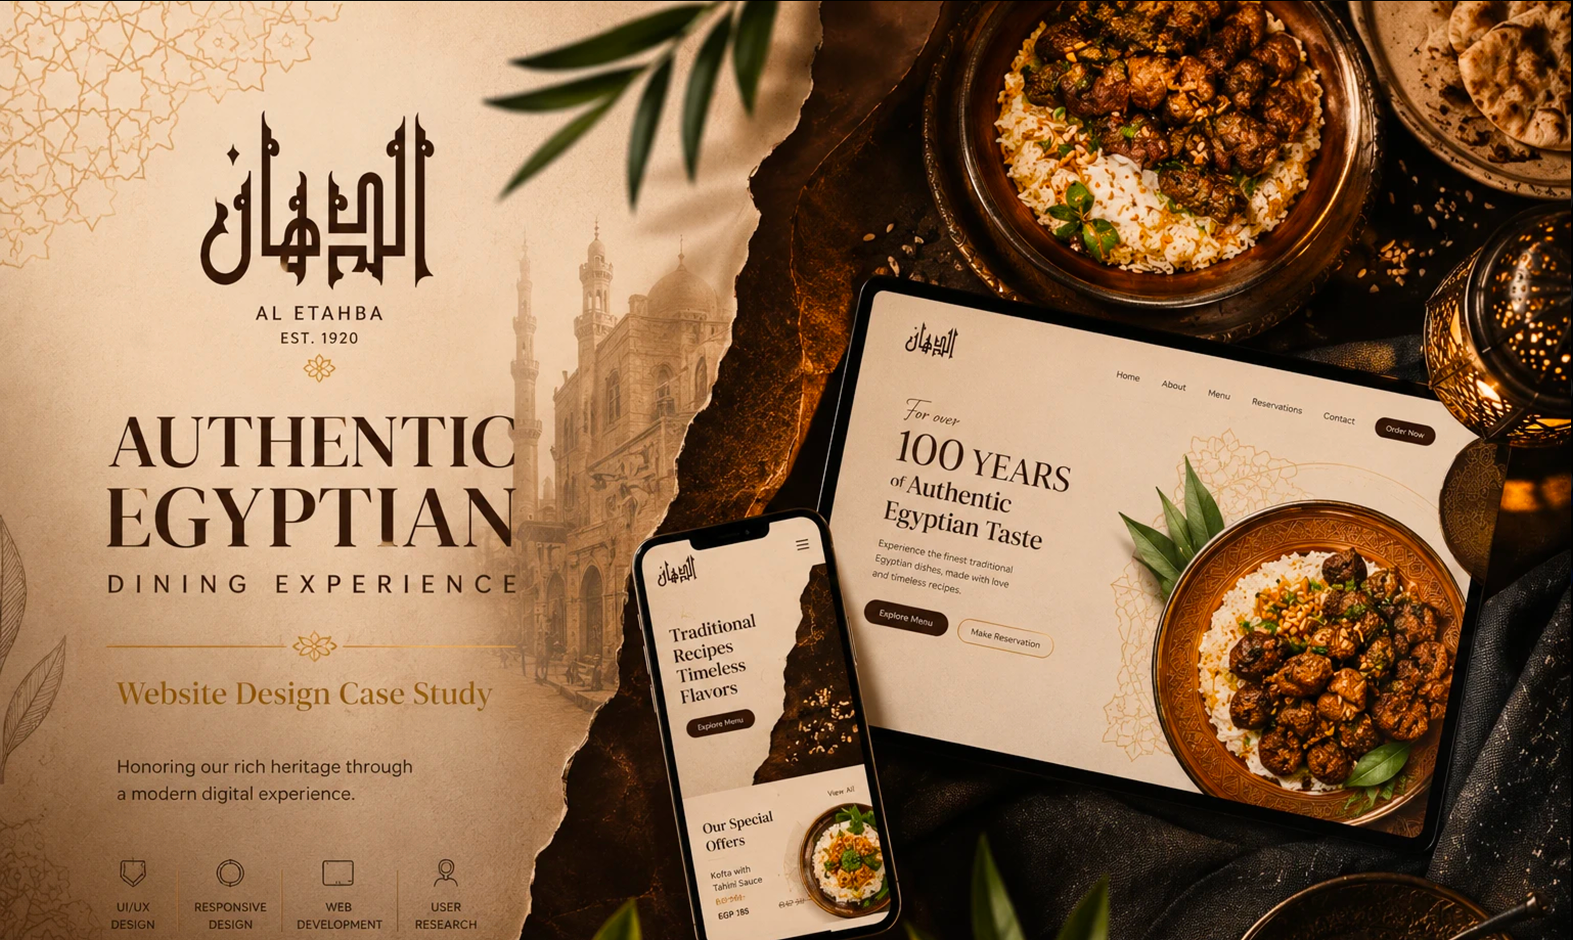 الدهان
AL ETAHBA
EST. 1920
AUTHENTIC
EGYPTIAN
DINING EXPERIENCE
Website Design Case Study
Honoring our rich heritage through
a modern digital experience.
UI/UX
DESIGN
RESPONSIVE
DESIGN
WEB
DEVELOPMENT
USER
RESEARCH
الدهان
Home About Menu Reservations Contact Order Now
For over
100 YEARS
of Authentic
Egyptian Taste
Experience the finest traditional
Egyptian dishes, made with love
and timeless recipes.
Explore Menu Make Reservation
الدهان
Traditional
Recipes
Timeless
Flavors
Explore Menu
View All
Our Special
Offers
Kofta with
Tahini Sauce
EGP 185